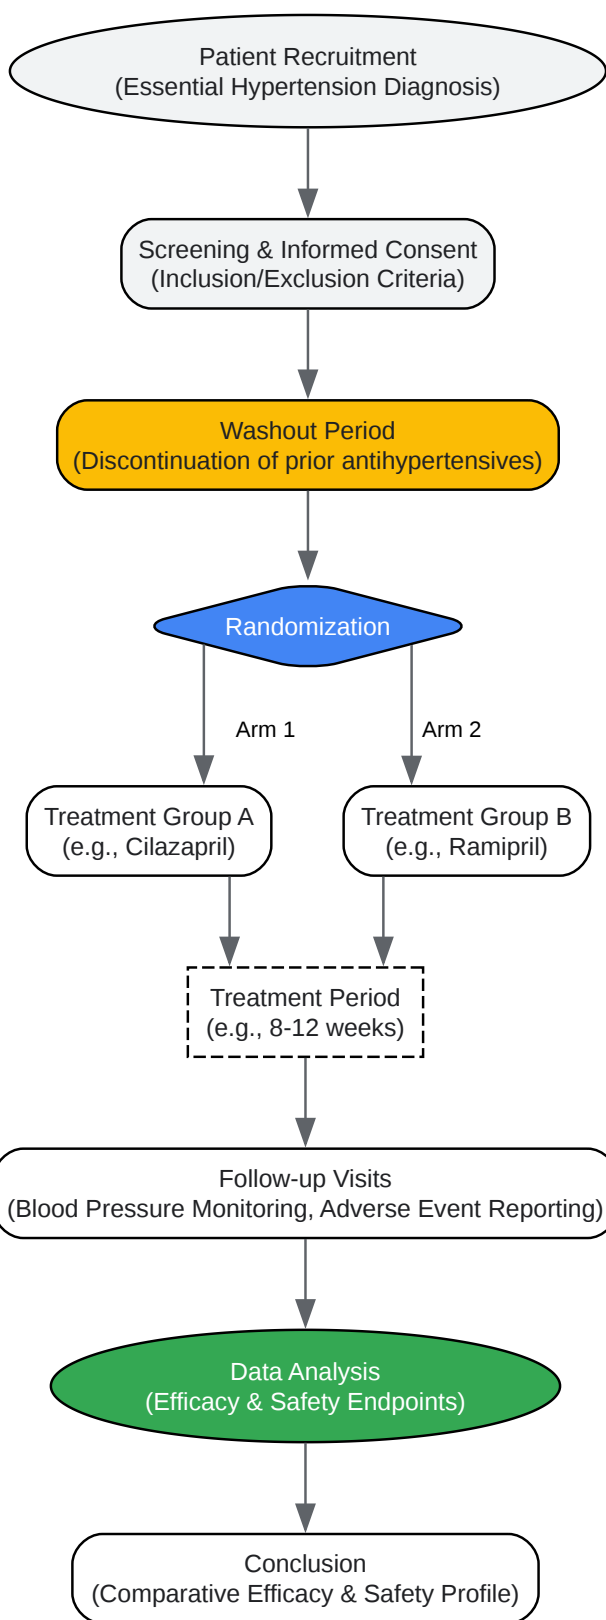 Patient Recruitment
(Essential Hypertension Diagnosis)
Screening & Informed Consent
(Inclusion/Exclusion Criteria)
Washout Period
(Discontinuation of prior antihypertensives)
Randomization
Arm 1
Arm 2
Treatment Group A
(e.g., Cilazapril)
Treatment Group B
(e.g., Ramipril)
Treatment Period
(e.g., 8-12 weeks)
Follow-up Visits
(Blood Pressure Monitoring, Adverse Event Reporting)
Data Analysis
(Efficacy & Safety Endpoints)
Conclusion
(Comparative Efficacy & Safety Profile)